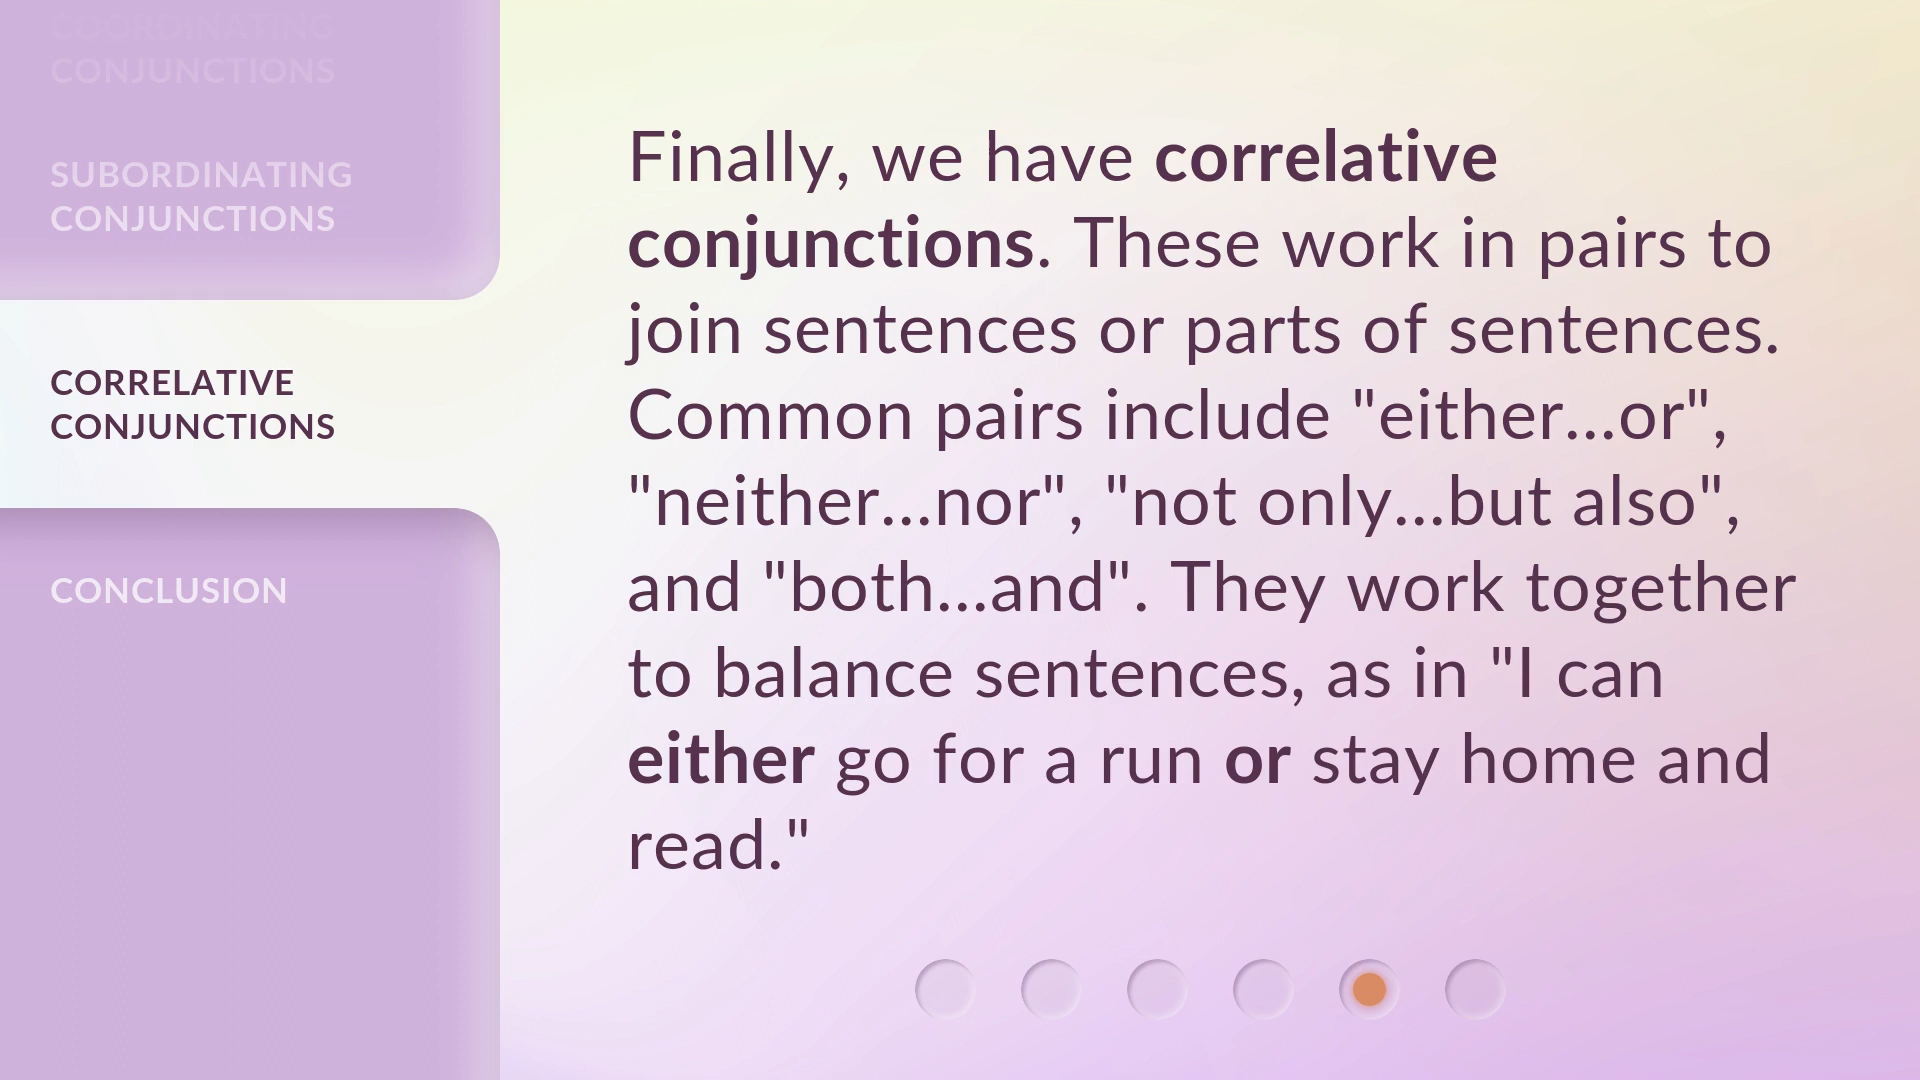 COORDINATING
CONJUNCTIONS
SUBORDINATING
CONJUNCTIONS
CORRELATIVE
CONJUNCTIONS
CONCLUSION
Finally, we have correlative
conjunctions. These work in pairs to
join sentences or parts of sentences.
Common pairs include "either...or",
"neither...nor", "not only...but also",
and "both...and". They work together
to balance sentences, as in "I can
either go for a run or stay home and
read."